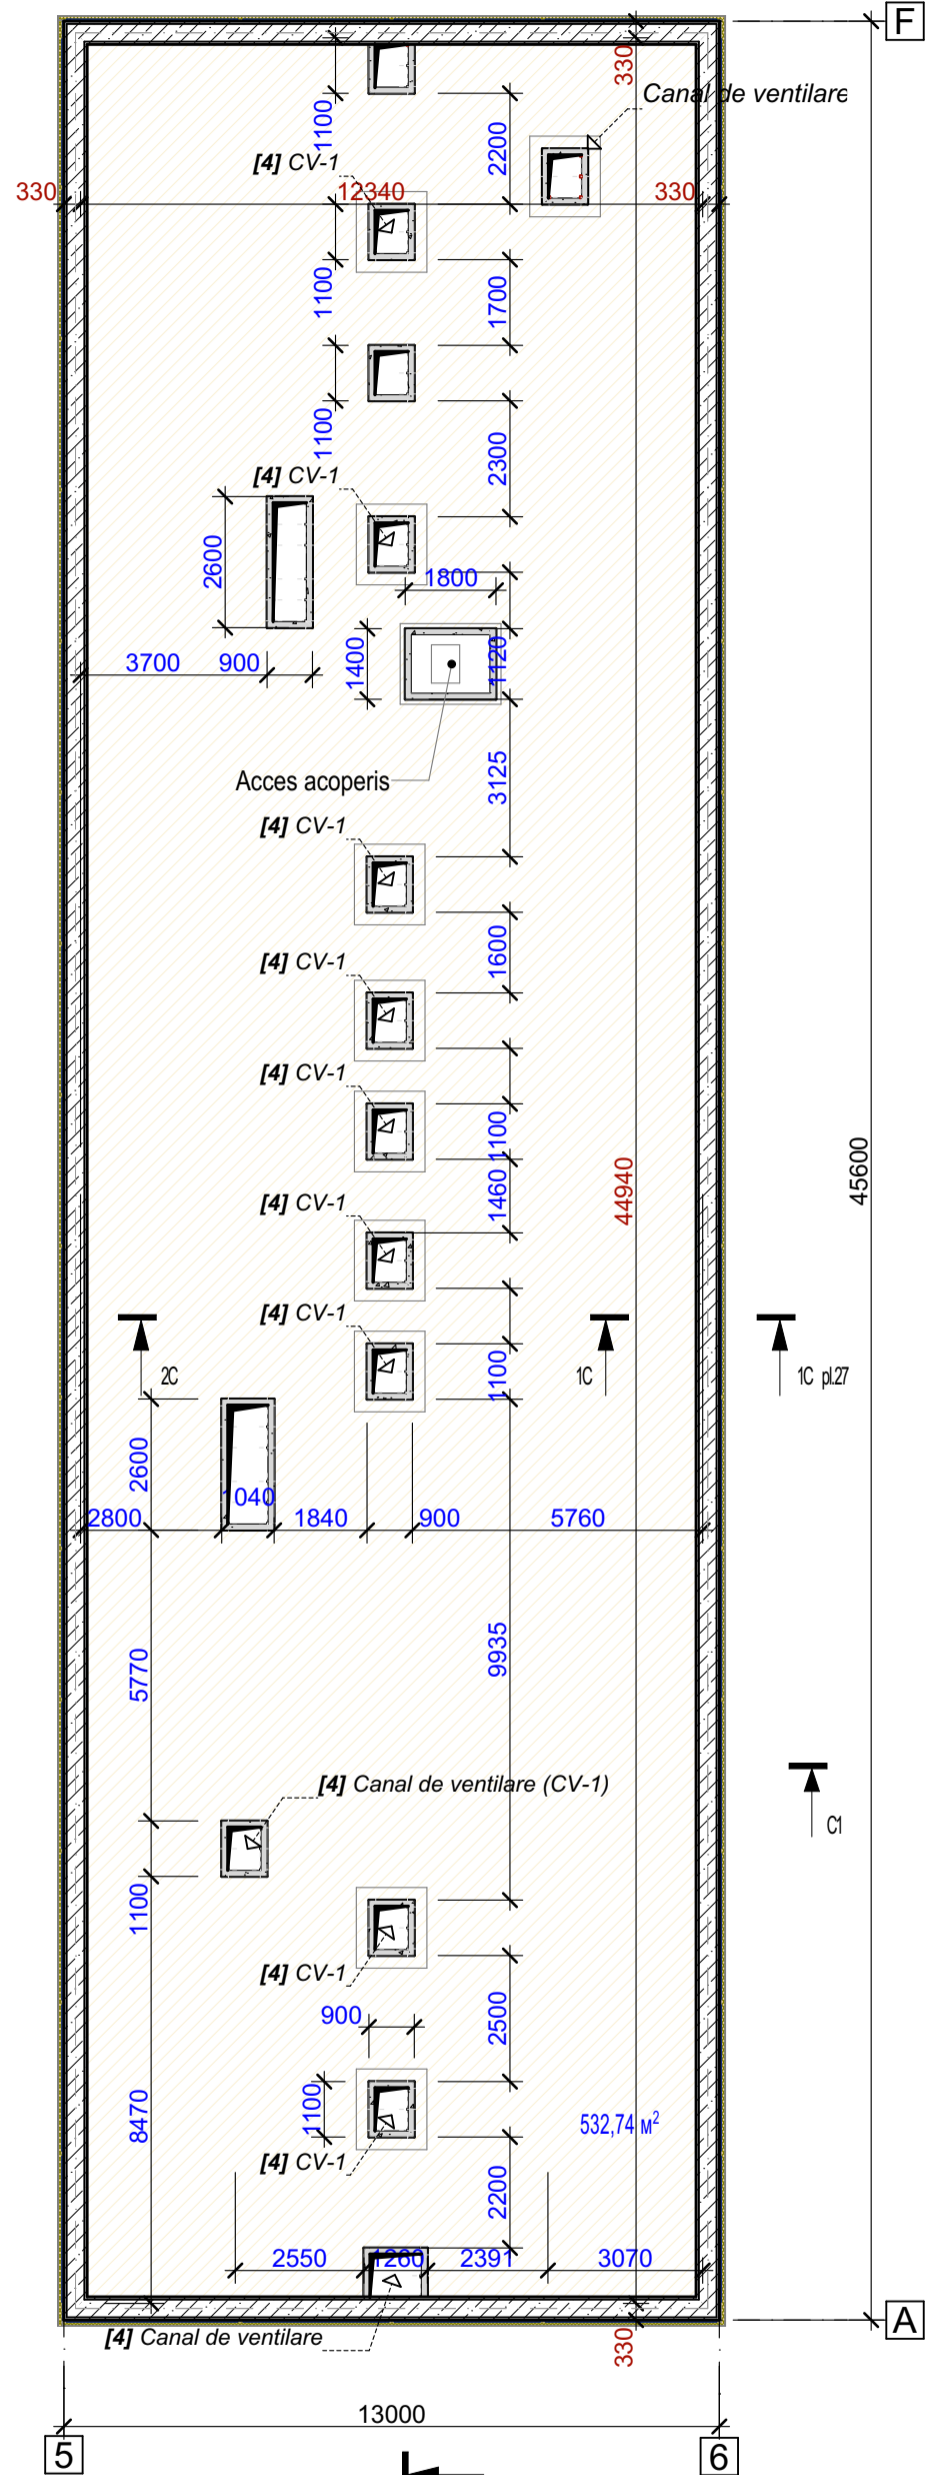 F
330
Canal de ventilare
1100
2200
[4] CV-1
330
12340
330
1100
1700
1100
2300
[4] CV-1
2600
1800
3700
900
1400
1120
3125
Acces acoperis
[4] CV-1
1600
[4] CV-1
[4] CV-1
1100
1460
44940
45600
[4] CV-1
[4] CV-1
1100
2C
1C
1C pl.27
2600
1040
2800
1840
900
5760
9935
5770
[4] Canal de ventilare (CV-1)
C1
1100
[4] CV-1
900
2500
1100
8470
532,74 м²
[4] CV-1
2200
2550
1260
2391
3070
A
[4] Canal de ventilare
330
13000
5
6